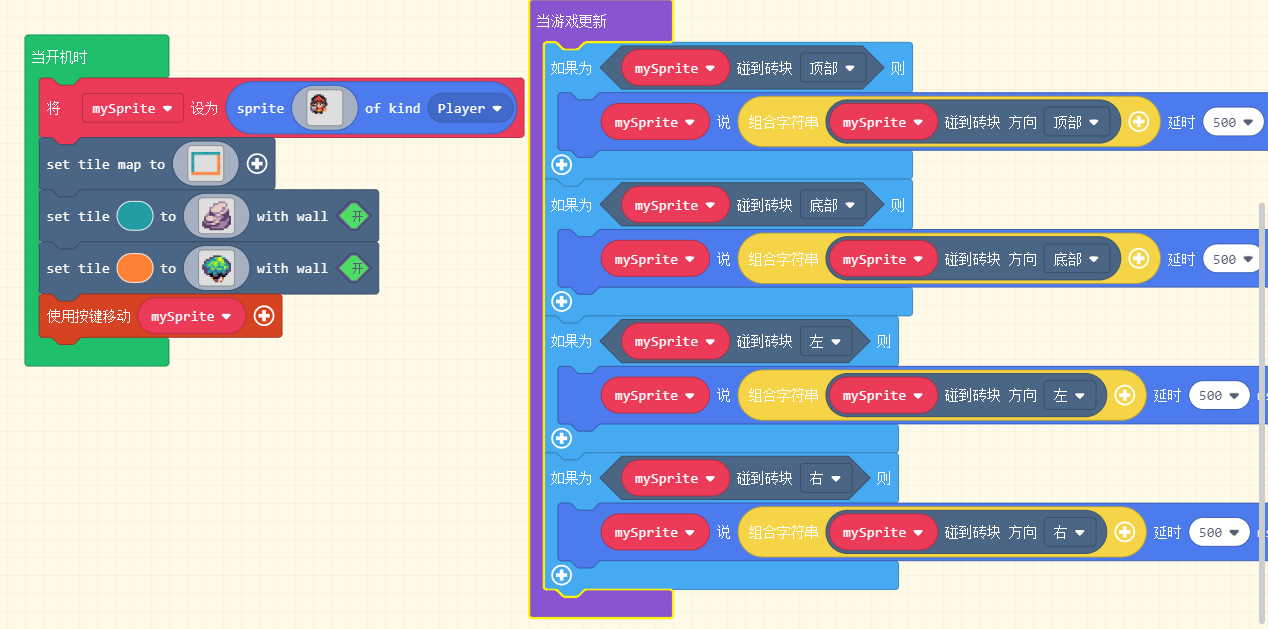 当开机时
将 mySprite 设为 sprite of kind Player
set tile map to
set tile to with wall 开
set tile to with wall 开
使用按键移动 mySprite
当游戏更新
如果为 mySprite 碰到砖块 顶部 则
mySprite 说 组合字符串 mySprite 碰到砖块 方向 顶部 延时 500
如果为 mySprite 碰到砖块 底部 则
mySprite 说 组合字符串 mySprite 碰到砖块 方向 底部 延时 500
如果为 mySprite 碰到砖块 左 则
mySprite 说 组合字符串 mySprite 碰到砖块 方向 左 延时 500
如果为 mySprite 碰到砖块 右 则
mySprite 说 组合字符串 mySprite 碰到砖块 方向 右 延时 500